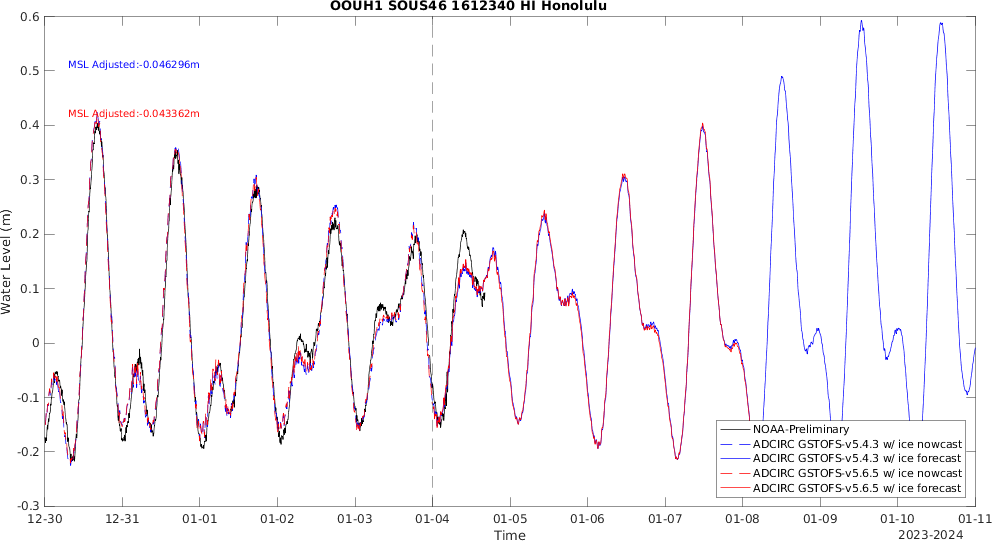 OOUH1 SOUS46 1612340 HI Honolulu
0.6
0.5
0.4
0.3
0.2
0.1
0
-0.1
-0.2
-0.3
Water Level (m)
MSL Adjusted:-0.046296m
MSL Adjusted:-0.043362m
NOAA-Preliminary
ADCIRC GSTOFS-v5.4.3 w/ ice nowcast
ADCIRC GSTOFS-v5.4.3 w/ ice forecast
ADCIRC GSTOFS-v5.6.5 w/ ice nowcast
ADCIRC GSTOFS-v5.6.5 w/ ice forecast
12-30 12-31 01-01 01-02 01-03 01-04 01-05 01-06 01-07 01-08 01-09 01-10 01-11
Time
2023-2024